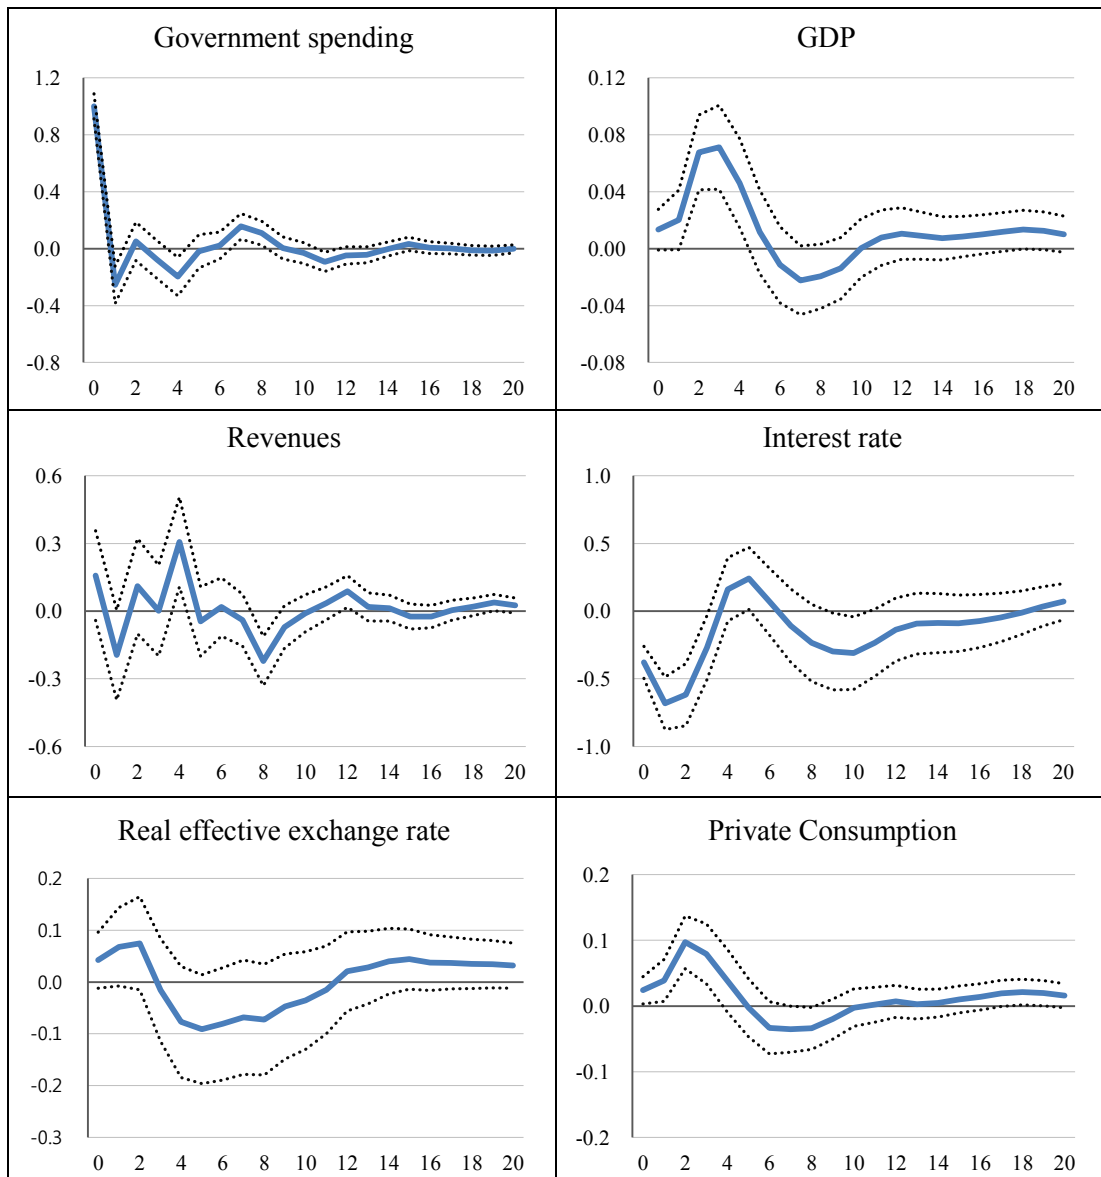 Government spending
1.2
0.8
0.4
0.0
-0.4
-0.8
0 2 4 6 8 10 12 14 16 18 20
GDP
0.12
0.08
0.04
0.00
-0.04
-0.08
0 2 4 6 8 10 12 14 16 18 20
Revenues
0.6
0.3
0.0
-0.3
-0.6
0 2 4 6 8 10 12 14 16 18 20
Interest rate
1.0
0.5
0.0
-0.5
-1.0
0 2 4 6 8 10 12 14 16 18 20
Real effective exchange rate
0.2
0.1
0.0
-0.1
-0.2
-0.3
0 2 4 6 8 10 12 14 16 18 20
Private Consumption
0.2
0.1
0.0
-0.1
-0.2
0 2 4 6 8 10 12 14 16 18 20